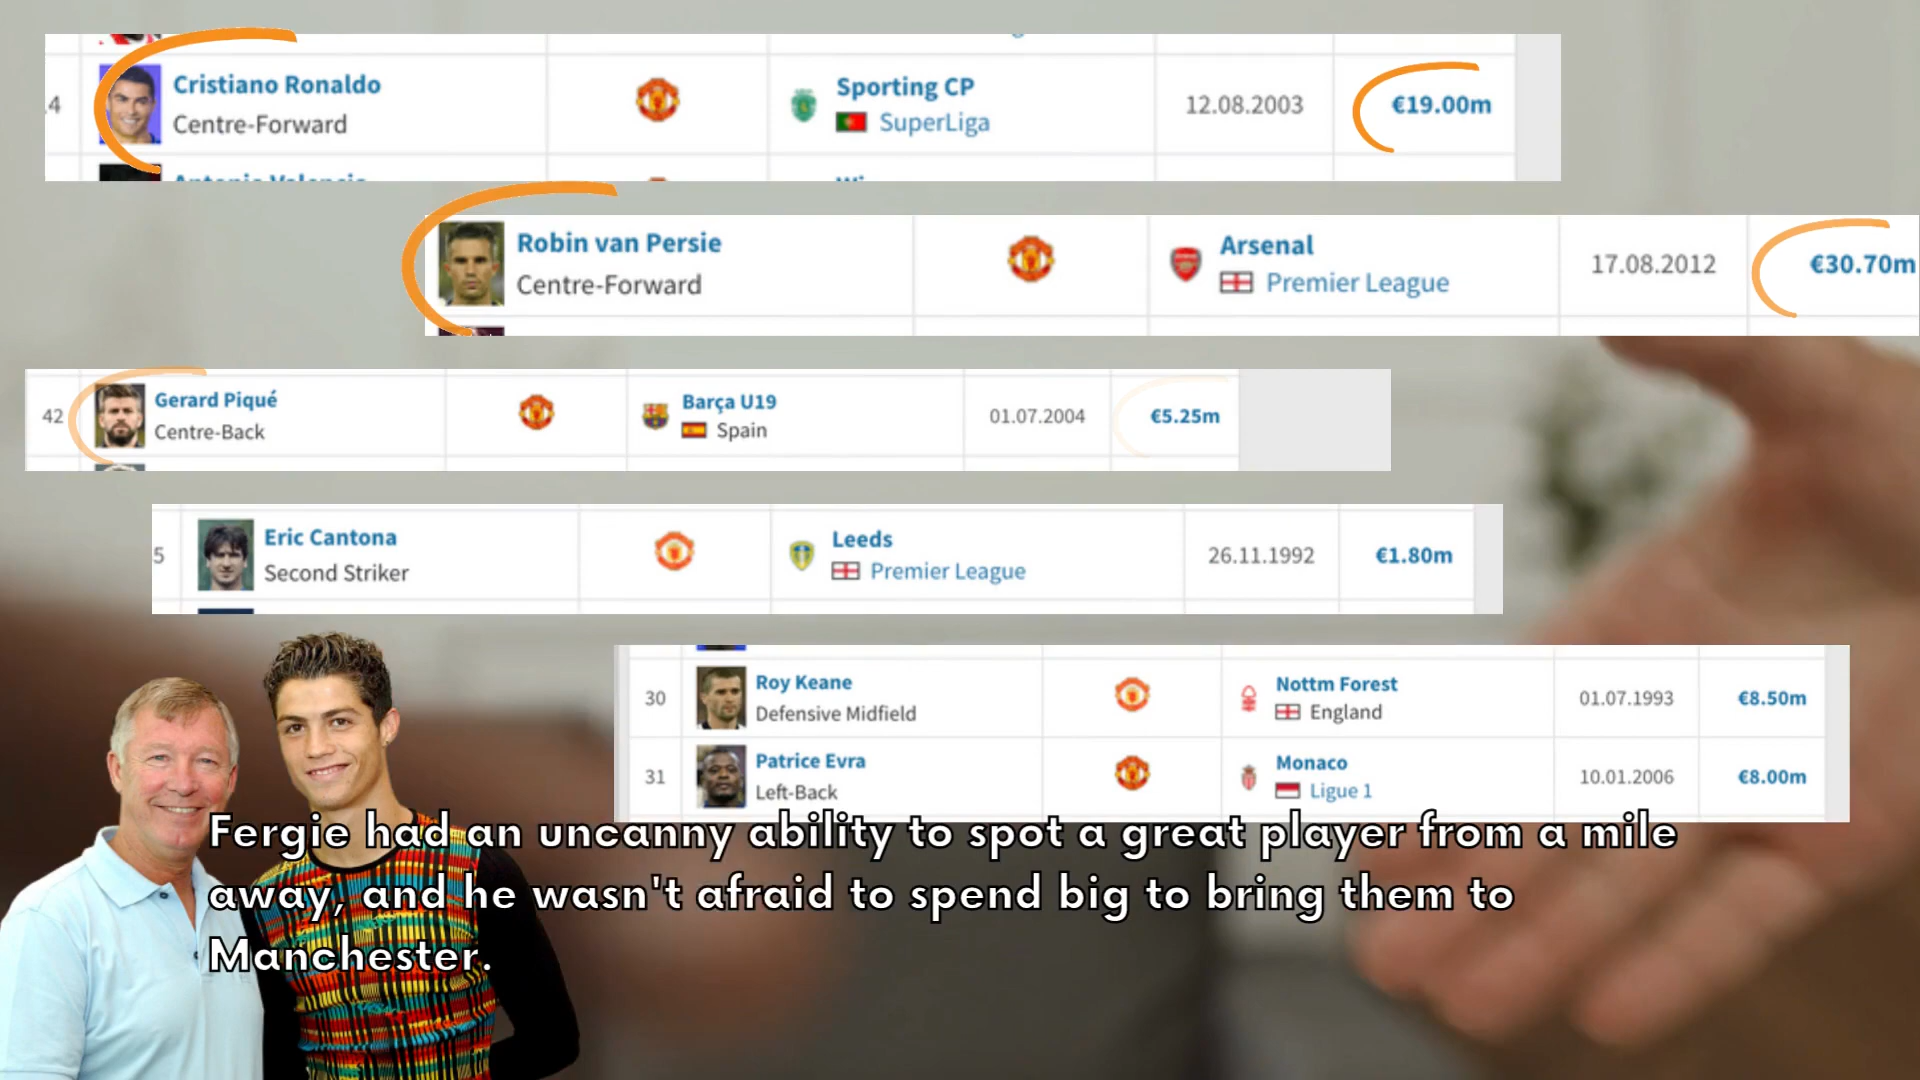 .4 Cristiano Ronaldo Sporting CP 12.08.2003 €19.00m
Centre-Forward SuperLiga
Antonio Valencia
Robin van Persie Arsenal 17.08.2012 €30.70m
Centre-Forward Premier League
42 Gerard Piqué Barça U19 01.07.2004 €5.25m
Centre-Back Spain
5 Eric Cantona Leeds 26.11.1992 €1.80m
Second Striker Premier League
30 Roy Keane Nottm Forest 01.07.1993 €8.50m
Defensive Midfield England
31 Patrice Evra Monaco 10.01.2006 €8.00m
Left-Back Ligue 1
Fergie had an uncanny ability to spot a great player from a mile
away, and he wasn't afraid to spend big to bring them to
Manchester.